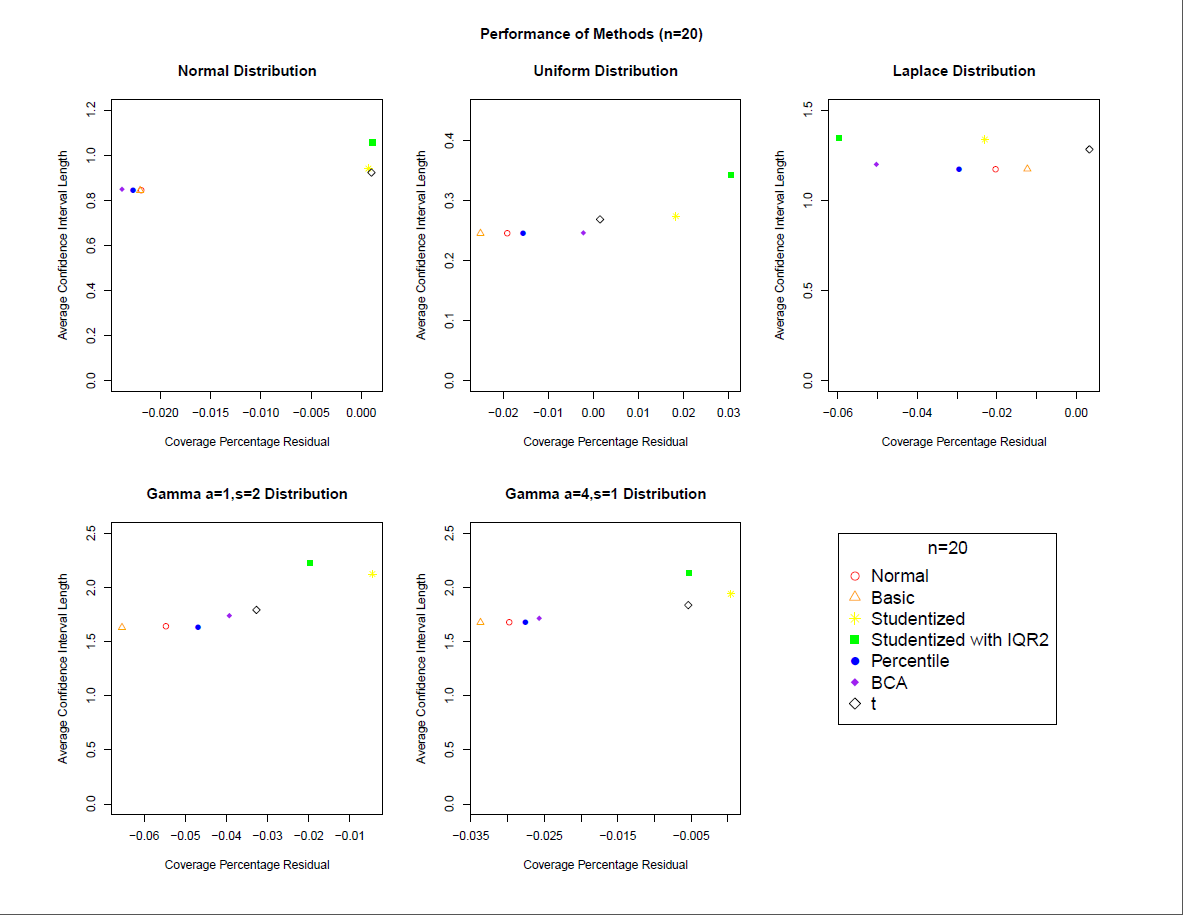 Performance of Methods (n=20)
Normal Distribution
Average Confidence Interval Length
0.0 0.2 0.4 0.6 0.8 1.0 1.2
−0.020 −0.015 −0.010 −0.005 0.000
Coverage Percentage Residual
Uniform Distribution
Average Confidence Interval Length
0.0 0.1 0.2 0.3 0.4
−0.02 −0.01 0.00 0.01 0.02 0.03
Coverage Percentage Residual
Laplace Distribution
Average Confidence Interval Length
0.0 0.5 1.0 1.5
−0.06 −0.04 −0.02 0.00
Coverage Percentage Residual
Gamma a=1,s=2 Distribution
Average Confidence Interval Length
0.0 0.5 1.0 1.5 2.0 2.5
−0.06 −0.05 −0.04 −0.03 −0.02 −0.01
Coverage Percentage Residual
Gamma a=4,s=1 Distribution
Average Confidence Interval Length
0.0 0.5 1.0 1.5 2.0 2.5
−0.035 −0.025 −0.015 −0.005
Coverage Percentage Residual
n=20
Normal
Basic
Studentized
Studentized with IQR2
Percentile
BCA
t